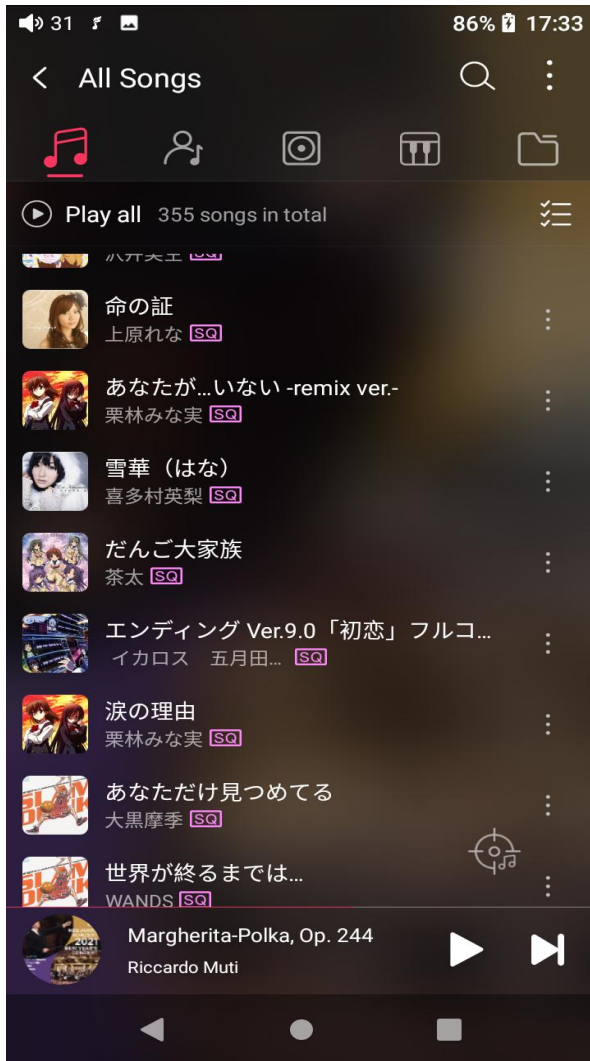 31
86%
17:33
All Songs
Play all 355 songs in total
沢井美空 SQ
命の証
上原れな SQ
あなたが…いない -remix ver.-
栗林みな実 SQ
雪華（はな）
喜多村英梨 SQ
だんご大家族
茶太 SQ
エンディング Ver.9.0「初恋」フルコ...
イカロス　五月田... SQ
涙の理由
栗林みな実 SQ
あなただけ見つめてる
大黒摩季 SQ
世界が終るまでは…
WANDS SQ
2021
Margherita-Polka, Op. 244
Riccardo Muti